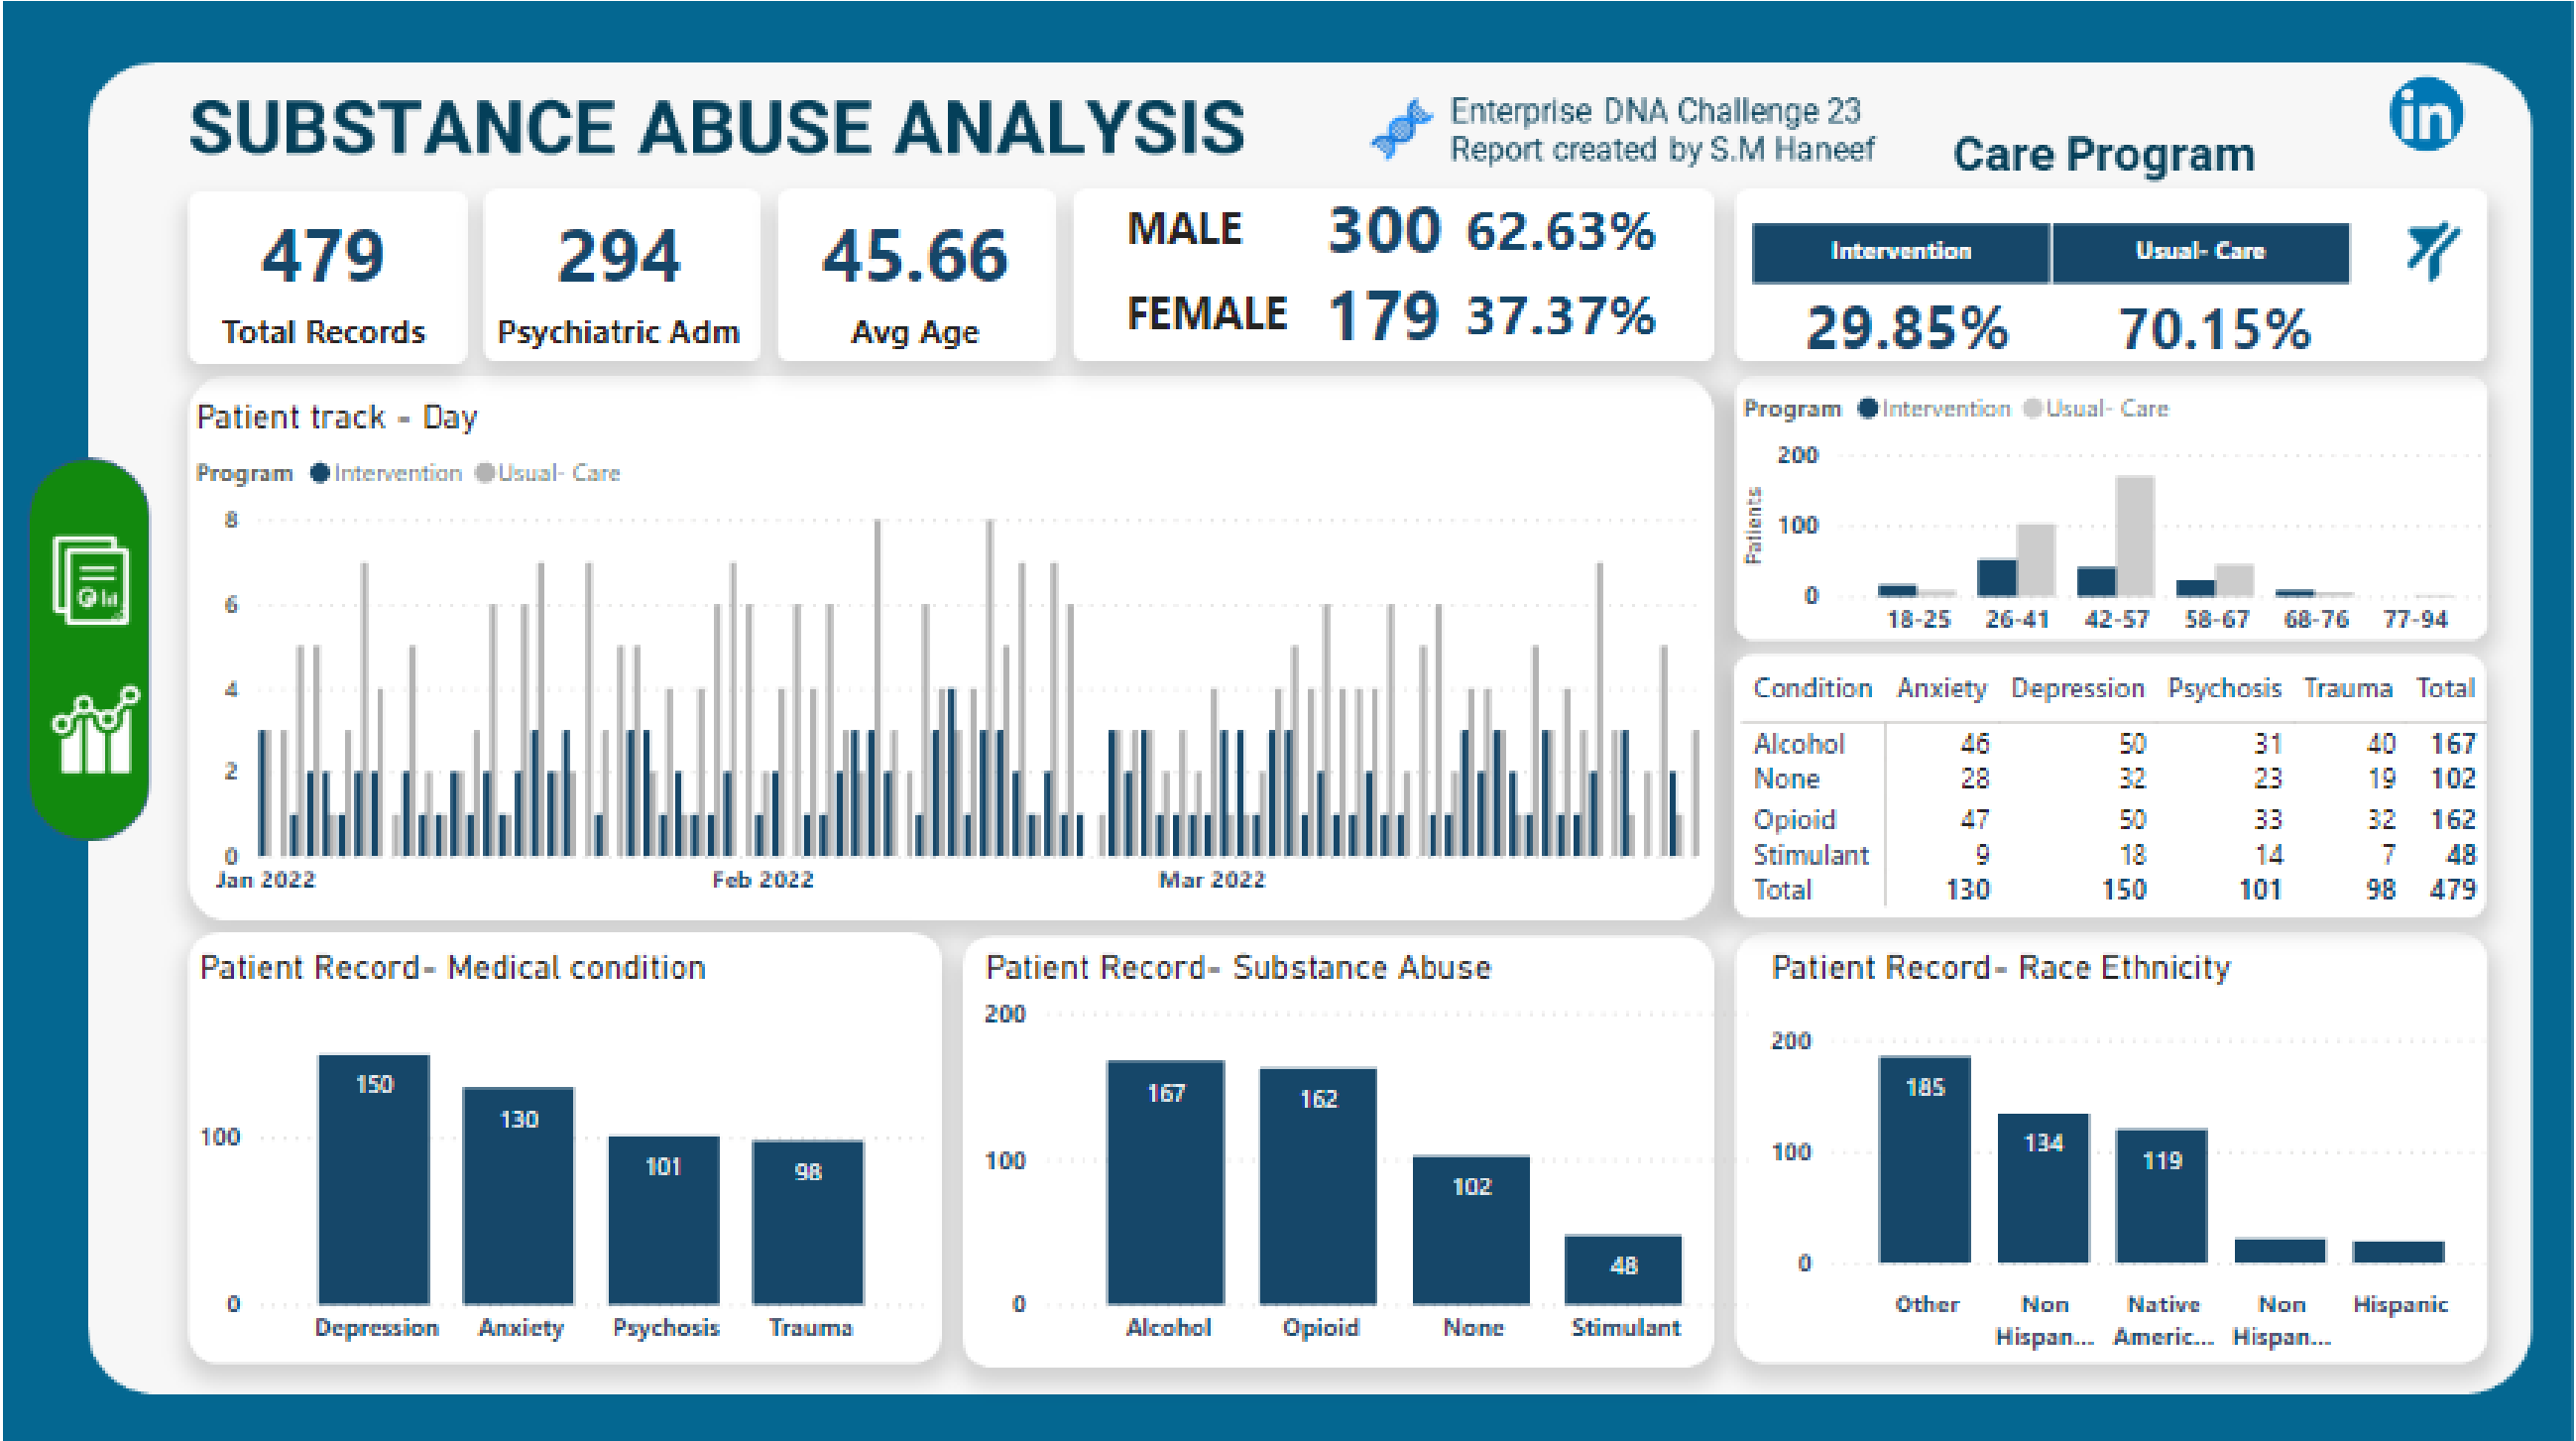 SUBSTANCE ABUSE ANALYSIS
Enterprise DNA Challenge 23
Report created by S.M Haneef
Care Program
in
479
Total Records
294
Psychiatric Adm
45.66
Avg Age
MALE 300 62.63%
FEMALE 179 37.37%
Intervention Usual- Care
29.85% 70.15%
Patient track - Day
Program Intervention Usual- Care
8
6
4
2
0
Jan 2022 Feb 2022 Mar 2022
Program Intervention Usual- Care
Patients
200
100
0
18-25 26-41 42-57 58-67 68-76 77-94
Condition Anxiety Depression Psychosis Trauma Total
Alcohol 46 50 31 40 167
None 28 32 23 19 102
Opioid 47 50 33 32 162
Stimulant 9 18 14 7 48
Total 130 150 101 98 479
Patient Record- Medical condition
100
0
150 130 101 98
Depression Anxiety Psychosis Trauma
Patient Record- Substance Abuse
200
100
0
167 162 102 48
Alcohol Opioid None Stimulant
Patient Record- Race Ethnicity
200
100
0
185 134 119
Other Non Native Non Hispanic
Hispan... Americ... Hispan...